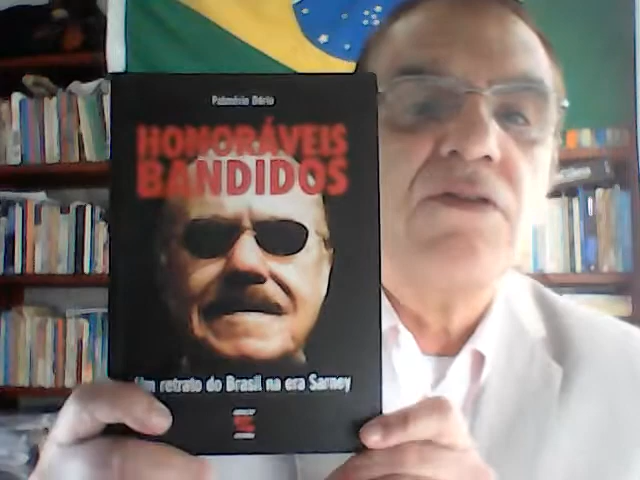 Palmério Dória
HONORÁVEIS
BANDIDOS
Um retrato do Brasil na era Sarney